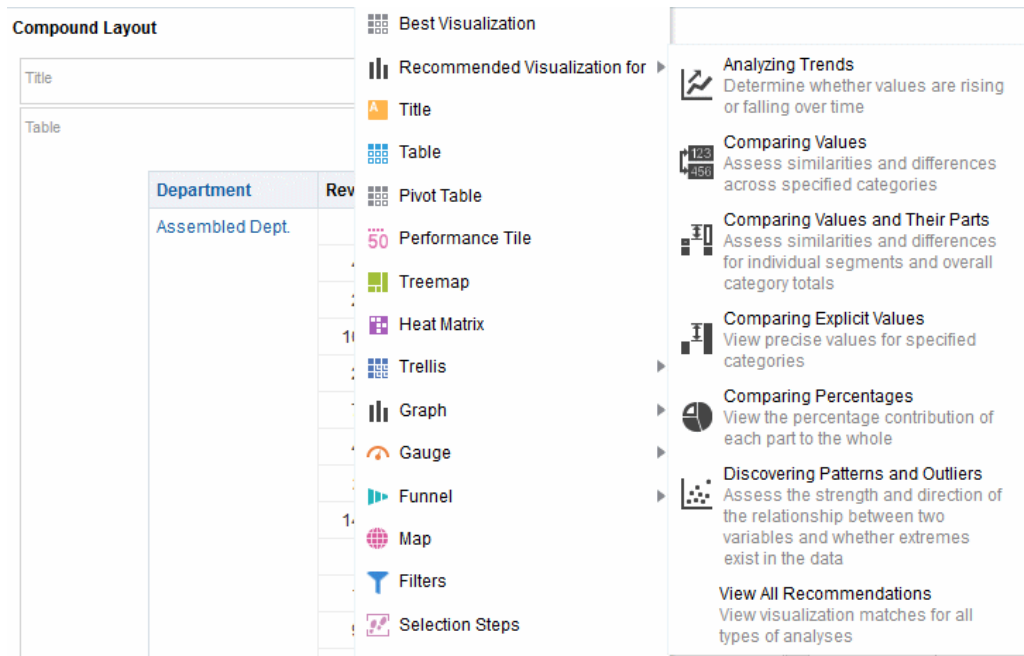 Compound Layout
Title
Table
Department
Assembled Dept.
Best Visualization
Recommended Visualization for
A
Title
Table
Pivot Table
50
Performance Tile
Treemap
Heat Matrix
Trellis
Graph
Gauge
Funnel
Map
Filters
Selection Steps
Analyzing Trends
Determine whether values are rising
or falling over time
123
456
Comparing Values
Assess similarities and differences
across specified categories
Comparing Values and Their Parts
Assess similarities and differences
for individual segments and overall
category totals
Comparing Explicit Values
View precise values for specified
categories
Comparing Percentages
View the percentage contribution of
each part to the whole
Discovering Patterns and Outliers
Assess the strength and direction of
the relationship between two
variables and whether extremes
exist in the data
View All Recommendations
View visualization matches for all
types of analyses